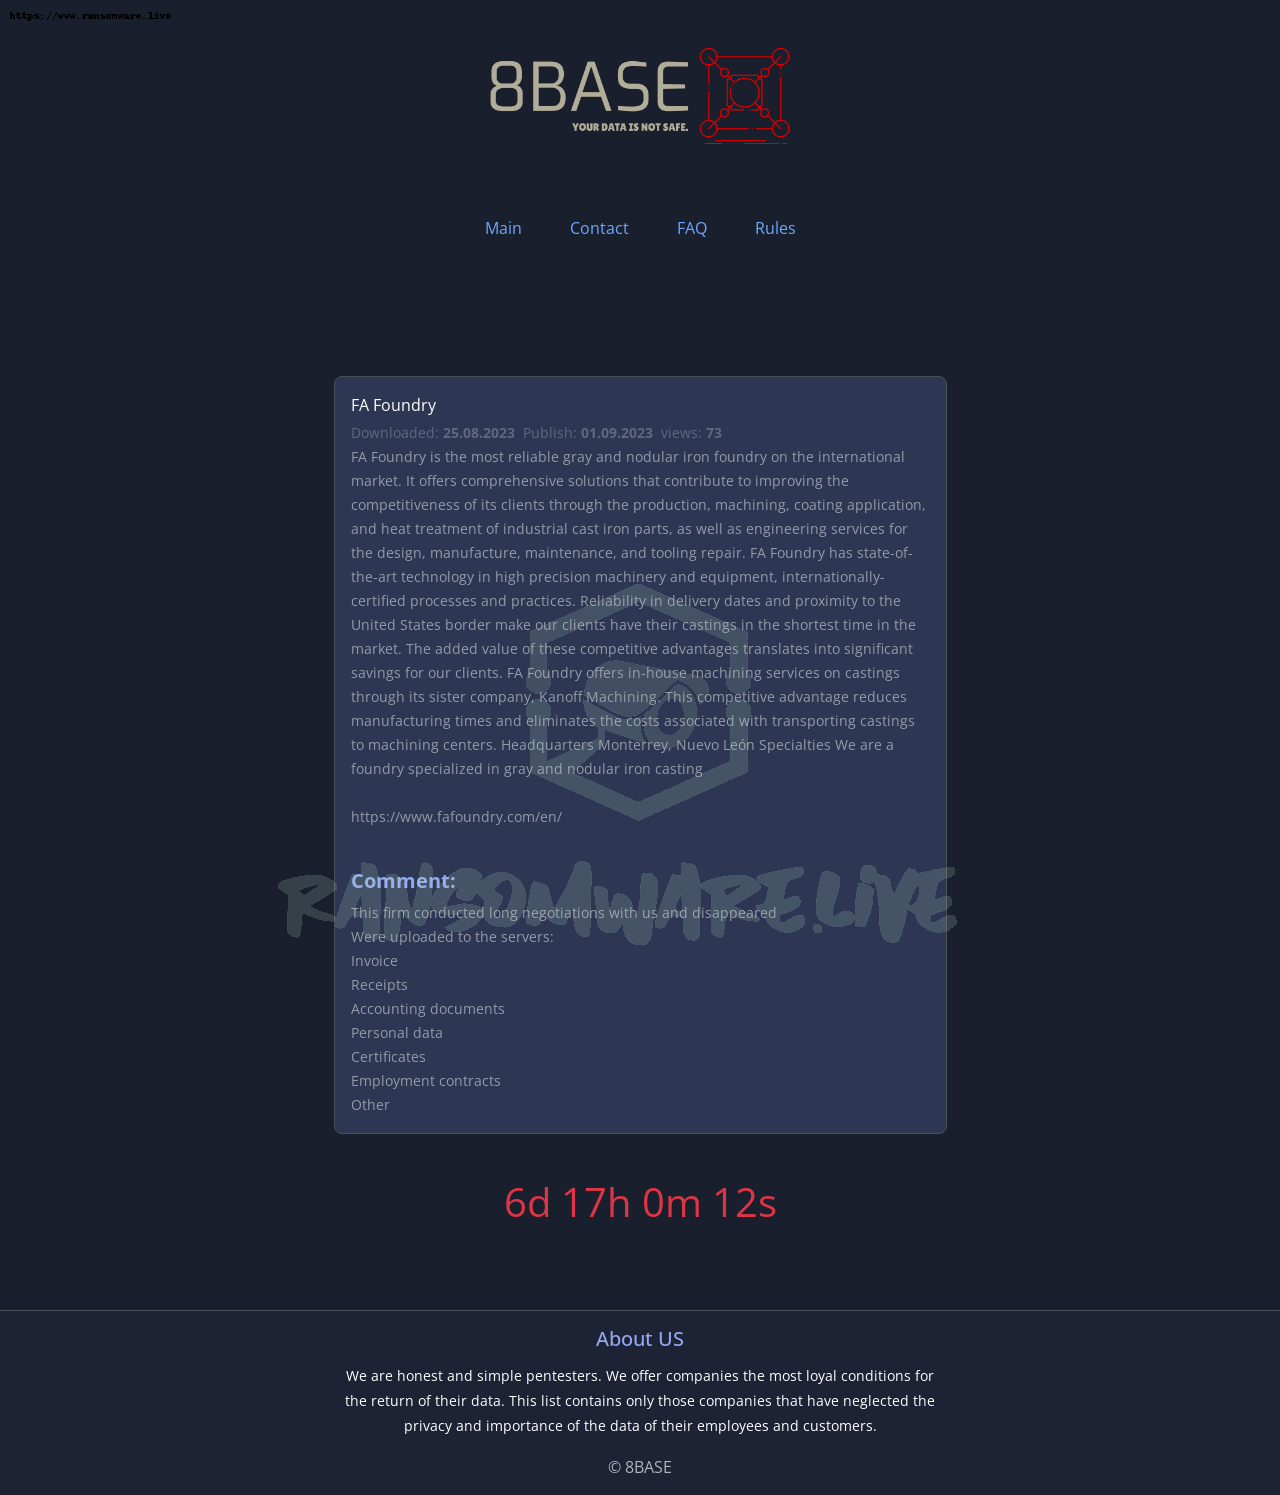 https://www.ransomware.live
8BASE
YOUR DATA IS NOT SAFE.
Main Contact FAQ Rules
FA Foundry
Downloaded: 25.08.2023 Publish: 01.09.2023 views: 73
FA Foundry is the most reliable gray and nodular iron foundry on the international
market. It offers comprehensive solutions that contribute to improving the
competitiveness of its clients through the production, machining, coating application,
and heat treatment of industrial cast iron parts, as well as engineering services for
the design, manufacture, maintenance, and tooling repair. FA Foundry has state-of-
the-art technology in high precision machinery and equipment, internationally-
certified processes and practices. Reliability in delivery dates and proximity to the
United States border make our clients have their castings in the shortest time in the
market. The added value of these competitive advantages translates into significant
savings for our clients. FA Foundry offers in-house machining services on castings
through its sister company, Kanoff Machining. This competitive advantage reduces
manufacturing times and eliminates the costs associated with transporting castings
to machining centers. Headquarters Monterrey, Nuevo León Specialties We are a
foundry specialized in gray and nodular iron casting
https://www.fafoundry.com/en/
Comment:
RANSOMWARE.LIVE
This firm conducted long negotiations with us and disappeared
Were uploaded to the servers:
Invoice
Receipts
Accounting documents
Personal data
Certificates
Employment contracts
Other
6d 17h 0m 12s
About US
We are honest and simple pentesters. We offer companies the most loyal conditions for
the return of their data. This list contains only those companies that have neglected the
privacy and importance of the data of their employees and customers.
© 8BASE